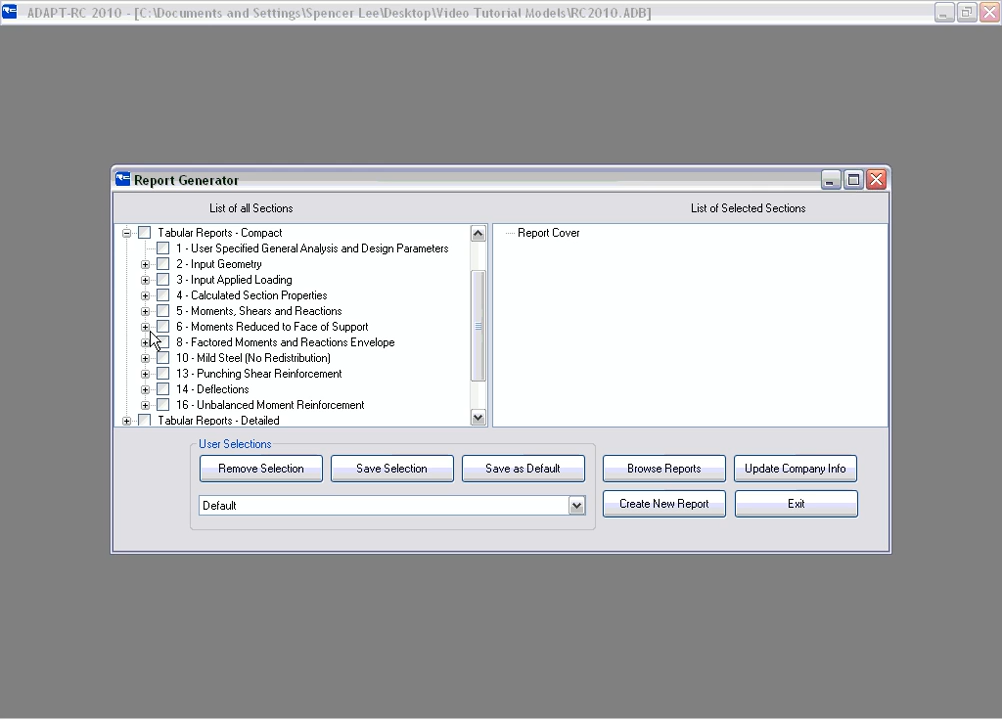 ADAPT-RC 2010 - [C:\Documents and Settings\Spencer Lee\Desktop\Video Tutorial Models\RC2010.ADB]
Report Generator
List of all Sections
List of Selected Sections
Tabular Reports - Compact
1 - User Specified General Analysis and Design Parameters
2 - Input Geometry
3 - Input Applied Loading
4 - Calculated Section Properties
5 - Moments, Shears and Reactions
6 - Moments Reduced to Face of Support
8 - Factored Moments and Reactions Envelope
10 - Mild Steel (No Redistribution)
13 - Punching Shear Reinforcement
14 - Deflections
16 - Unbalanced Moment Reinforcement
Tabular Reports - Detailed
Report Cover
User Selections
Remove Selection
Save Selection
Save as Default
Browse Reports
Update Company Info
Default
Create New Report
Exit